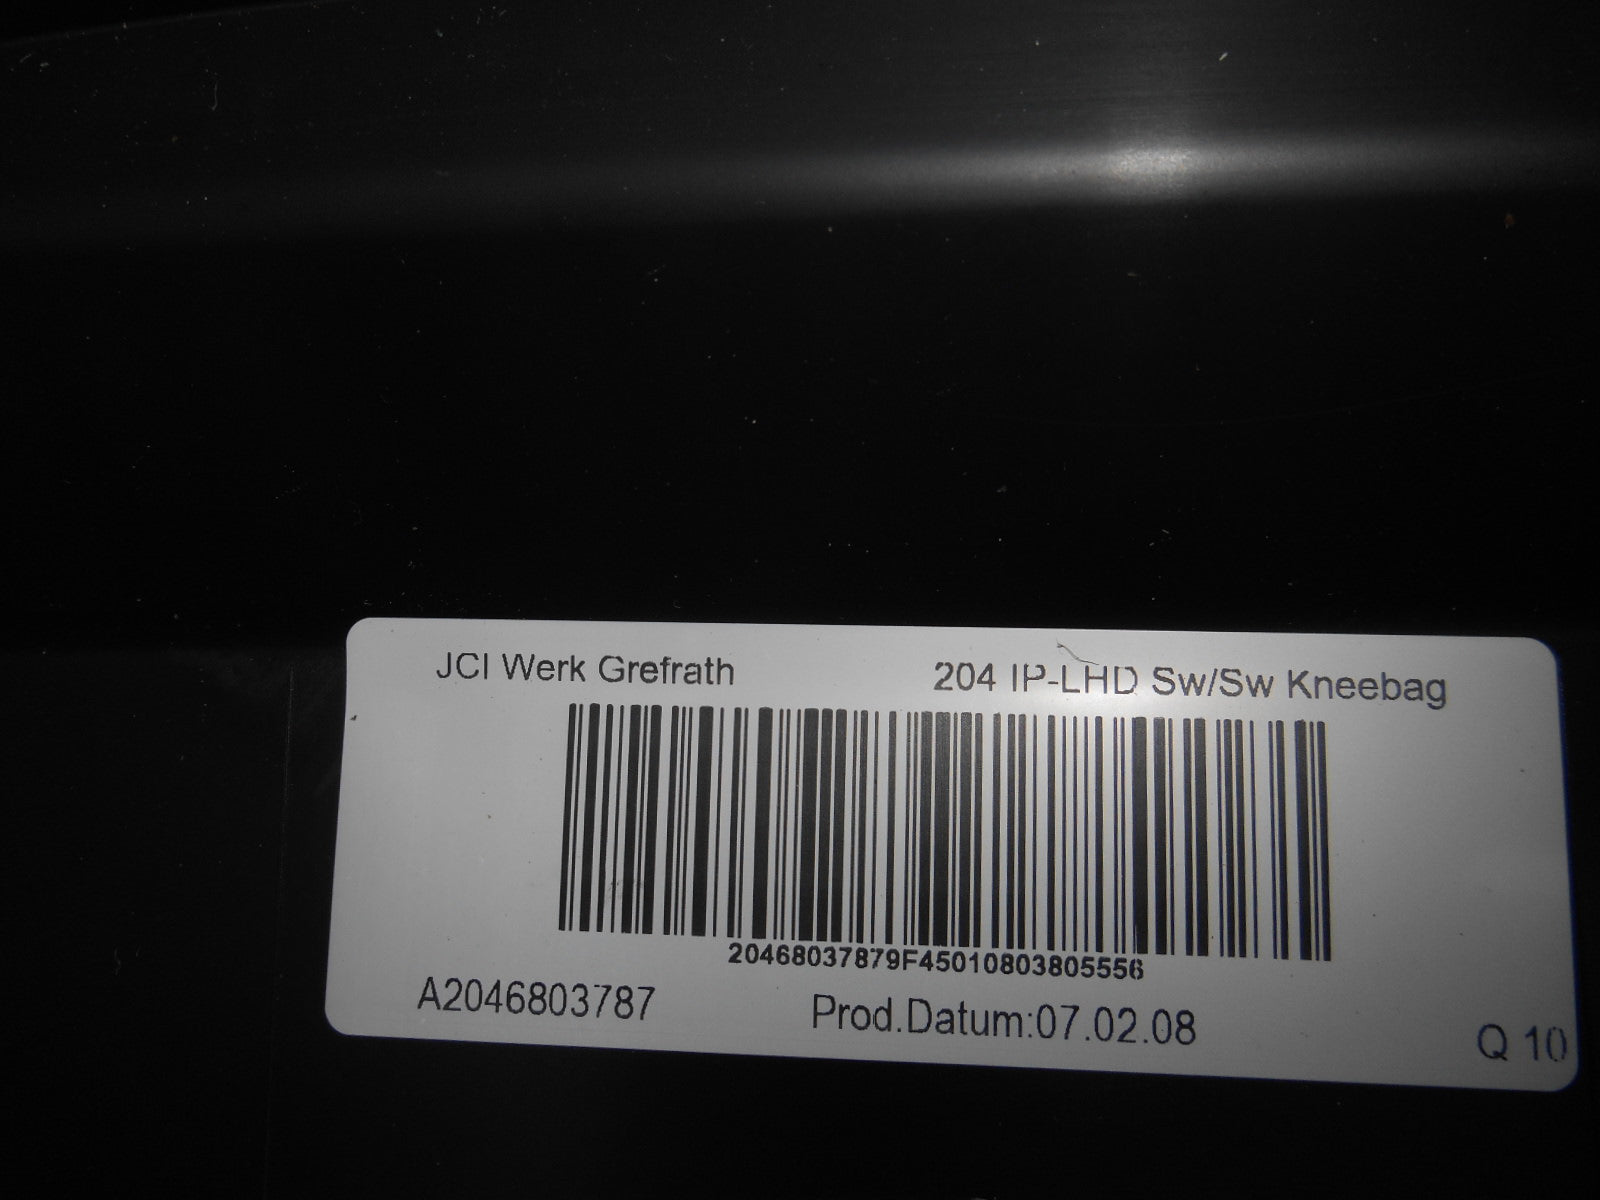 JCI Werk Grefrath 204 IP-LHD Sw/Sw Kneebag
20468037879F45010803805556
A2046803787 Prod.Datum:07.02.08 Q 10